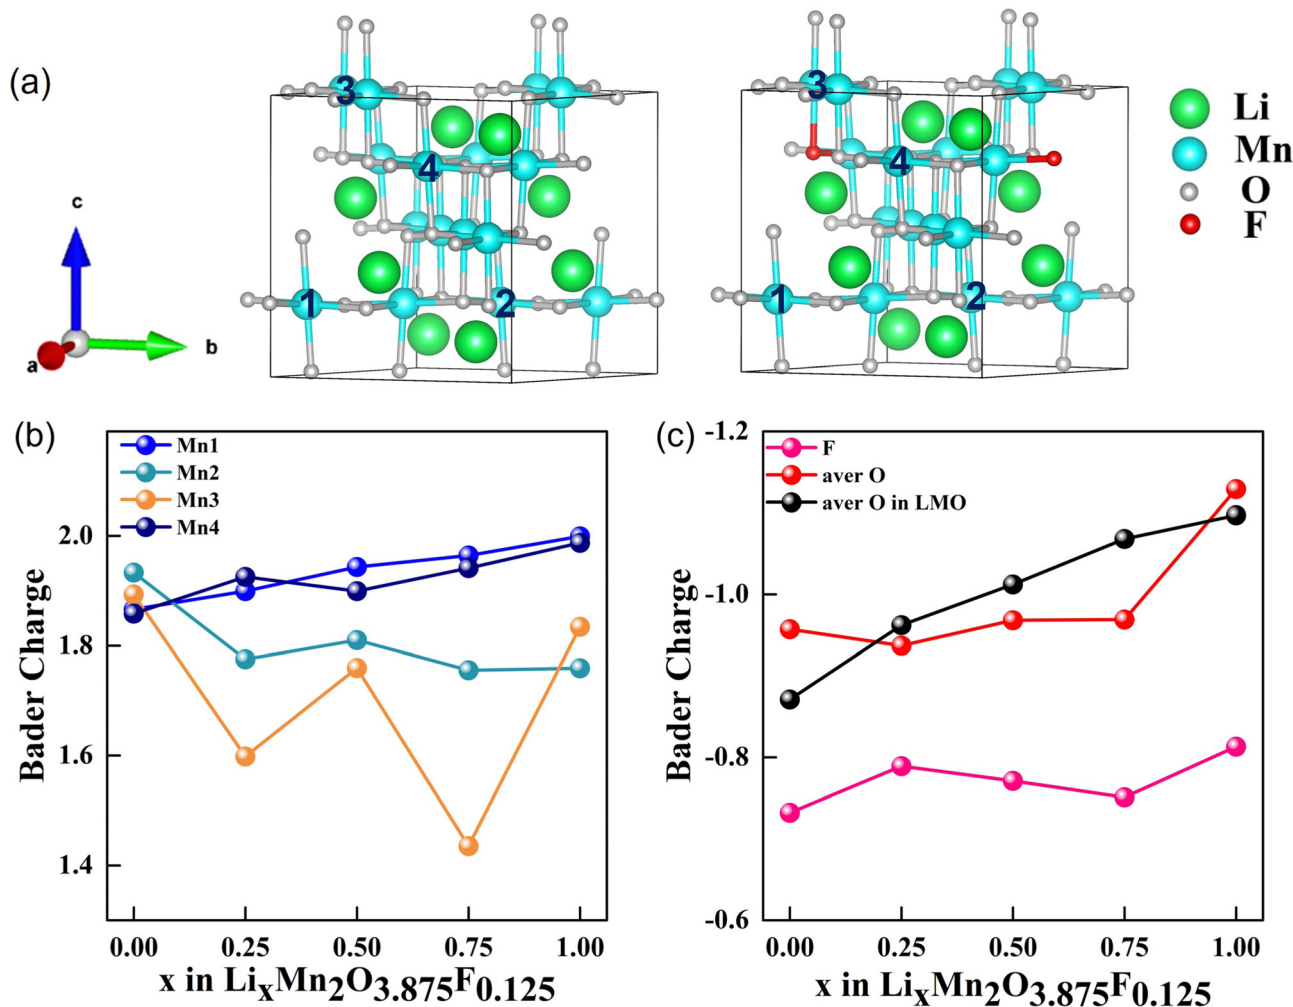 (a)
c
b
a
3
4
1
2
3
4
1
2
Li
Mn
O
F
(b)
Mn1
Mn2
Mn3
Mn4
Bader Charge
2.0
1.8
1.6
1.4
0.00 0.25 0.50 0.75 1.00
x in LiₓMn₂O₃.₈₇₅F₀.₁₂₅
(c)
F
aver O
aver O in LMO
Bader Charge
-1.2
-1.0
-0.8
-0.6
0.00 0.25 0.50 0.75 1.00
x in LiₓMn₂O₃.₈₇₅F₀.₁₂₅